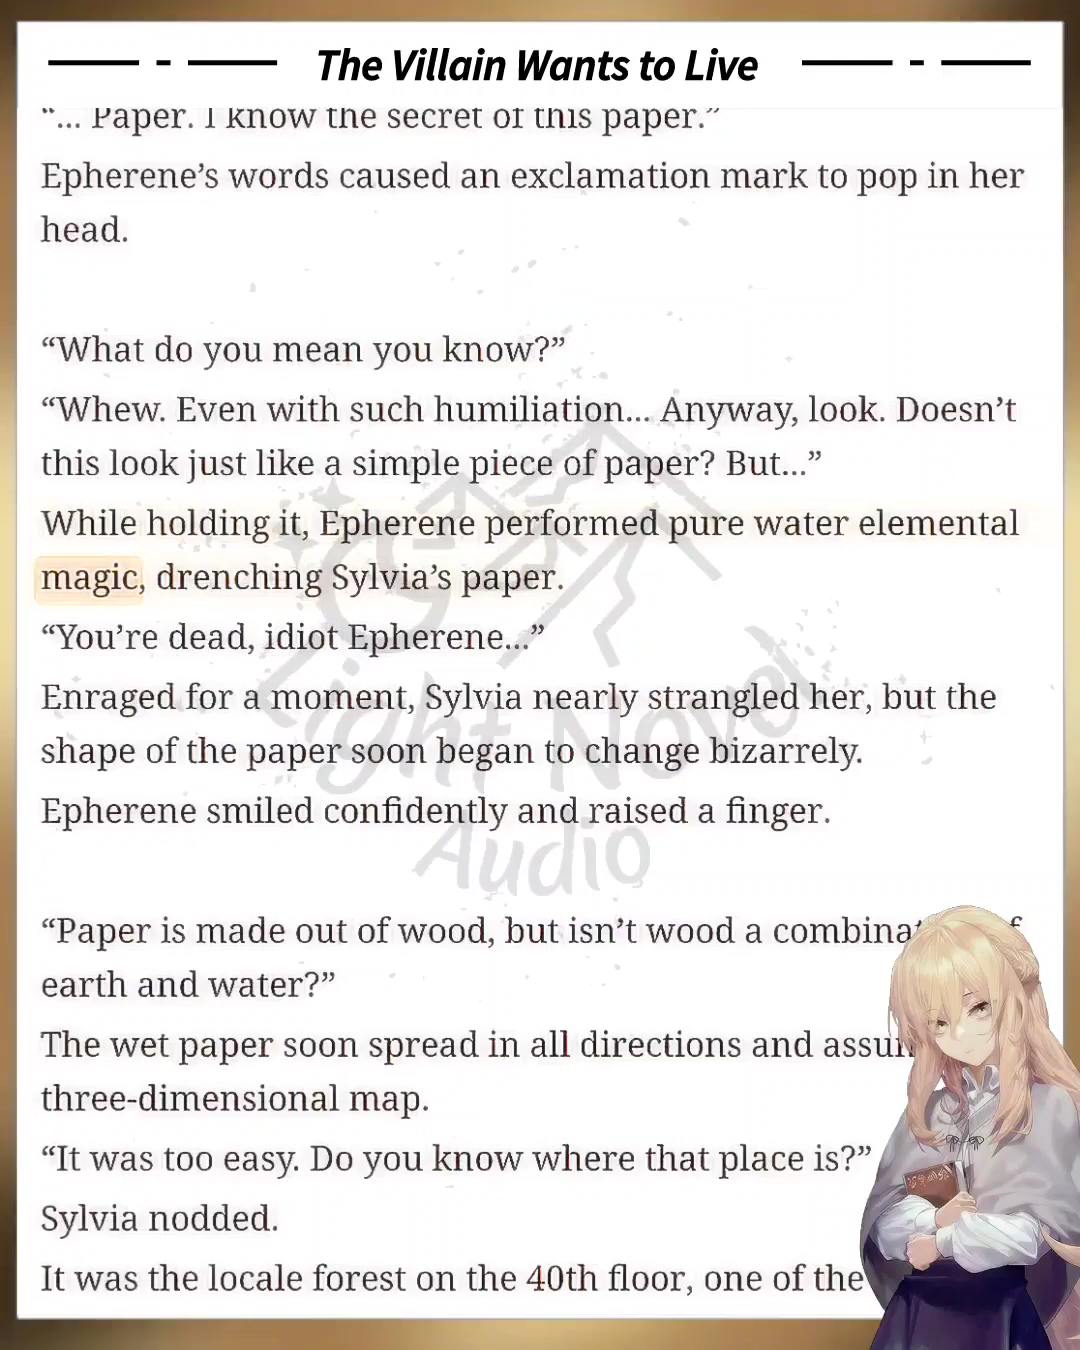 The Villain Wants to Live
“... Paper. I know the secret of this paper.”
Epherene’s words caused an exclamation mark to pop in her
head.
“What do you mean you know?”
“Whew. Even with such humiliation... Anyway, look. Doesn’t
this look just like a simple piece of paper? But...”
While holding it, Epherene performed pure water elemental
magic, drenching Sylvia’s paper.
“You’re dead, idiot Epherene...”
Enraged for a moment, Sylvia nearly strangled her, but the
shape of the paper soon began to change bizarrely.
Epherene smiled confidently and raised a finger.
“Paper is made out of wood, but isn’t wood a
earth and water?”
The wet paper soon spread in all directions and
three-dimensional map.
“It was too easy. Do you know where that place is?”
Sylvia nodded.
It was the locale forest on the 40th floor, one of the
Light Novel
Audio